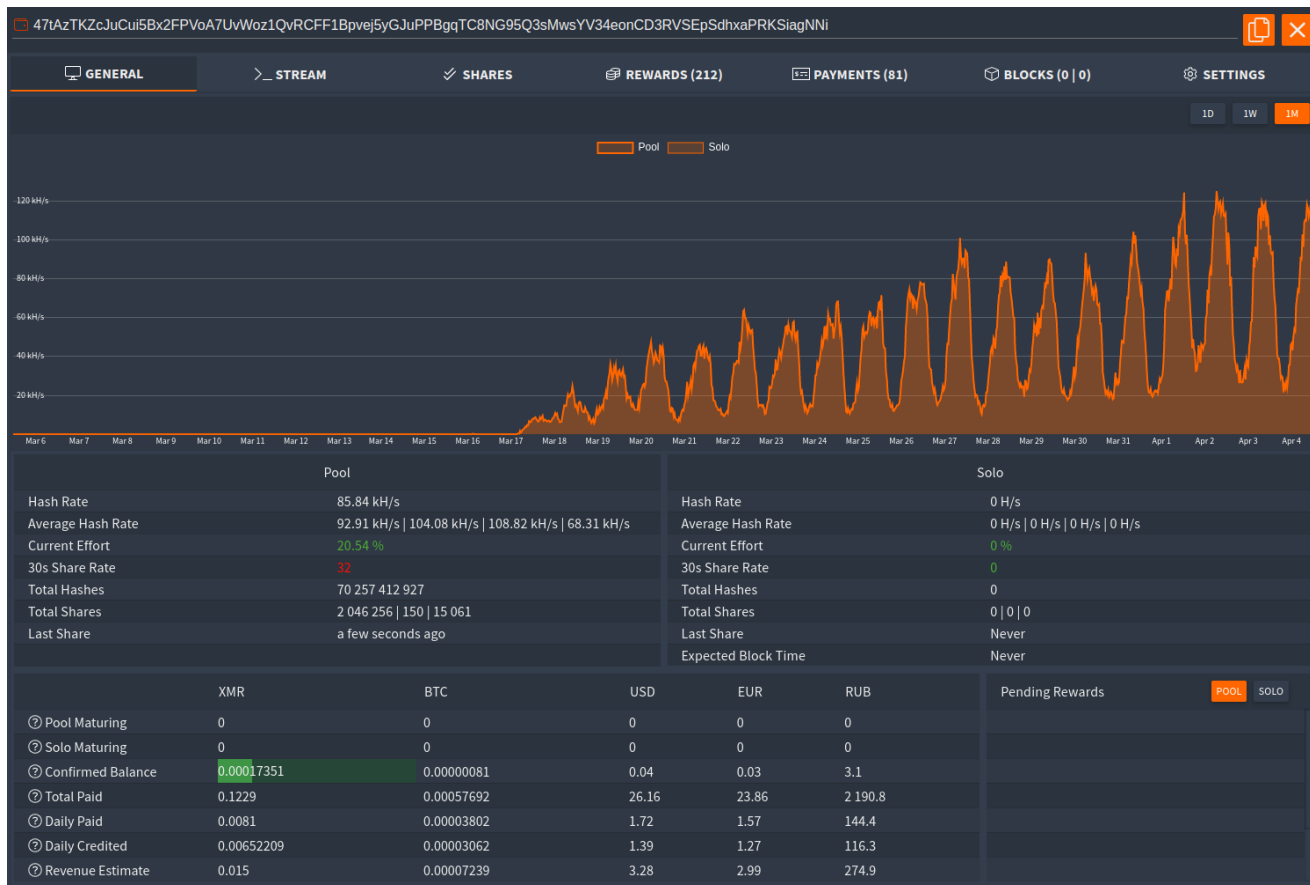 47tAzTKZcJuCui5Bx2FPVoA7UvWoz1QvRCFF1Bpvej5yGJuPPBgqTC8NG95Q3sMwsYV34eonCD3RVSEpSdhxaPRKSiagNNi
GENERAL STREAM SHARES REWARDS (212) PAYMENTS (81) BLOCKS (0 | 0) SETTINGS
1D 1W 1M
Pool Solo
120 kH/s
100 kH/s
80 kH/s
60 kH/s
40 kH/s
20 kH/s
Mar 6 Mar 7 Mar 8 Mar 9 Mar 10 Mar 11 Mar 12 Mar 13 Mar 14 Mar 15 Mar 16 Mar 17 Mar 18 Mar 19 Mar 20 Mar 21 Mar 22 Mar 23 Mar 24 Mar 25 Mar 26 Mar 27 Mar 28 Mar 29 Mar 30 Mar 31 Apr 1 Apr 2 Apr 3 Apr 4
Pool
Hash Rate 85.84 kH/s
Average Hash Rate 92.91 kH/s | 104.08 kH/s | 108.82 kH/s | 68.31 kH/s
Current Effort 20.54 %
30s Share Rate 32
Total Hashes 70 257 412 927
Total Shares 2 046 256 | 150 | 15 061
Last Share a few seconds ago
Solo
Hash Rate 0 H/s
Average Hash Rate 0 H/s | 0 H/s | 0 H/s | 0 H/s
Current Effort 0 %
30s Share Rate 0
Total Hashes 0
Total Shares 0 | 0 | 0
Last Share Never
Expected Block Time Never
XMR BTC USD EUR RUB
Pool Maturing 0 0 0 0 0
Solo Maturing 0 0 0 0 0
Confirmed Balance 0.00017351 0.00000081 0.04 0.03 3.1
Total Paid 0.1229 0.00057692 26.16 23.86 2 190.8
Daily Paid 0.0081 0.00003802 1.72 1.57 144.4
Daily Credited 0.00652209 0.00003062 1.39 1.27 116.3
Revenue Estimate 0.015 0.00007239 3.28 2.99 274.9
Pending Rewards POOL SOLO